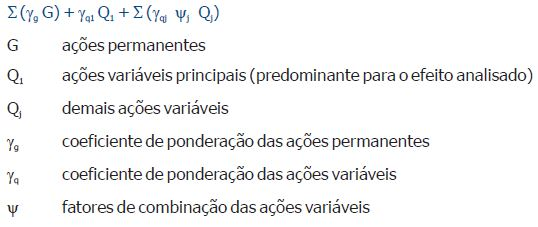 Σ (γg G) + γq1 Q1 + Σ (γqj ψj Qj)
G ações permanentes
Q1 ações variáveis principais (predominante para o efeito analisado)
Qj demais ações variáveis
γg coeficiente de ponderação das ações permanentes
γq coeficiente de ponderação das ações variáveis
ψ fatores de combinação das ações variáveis